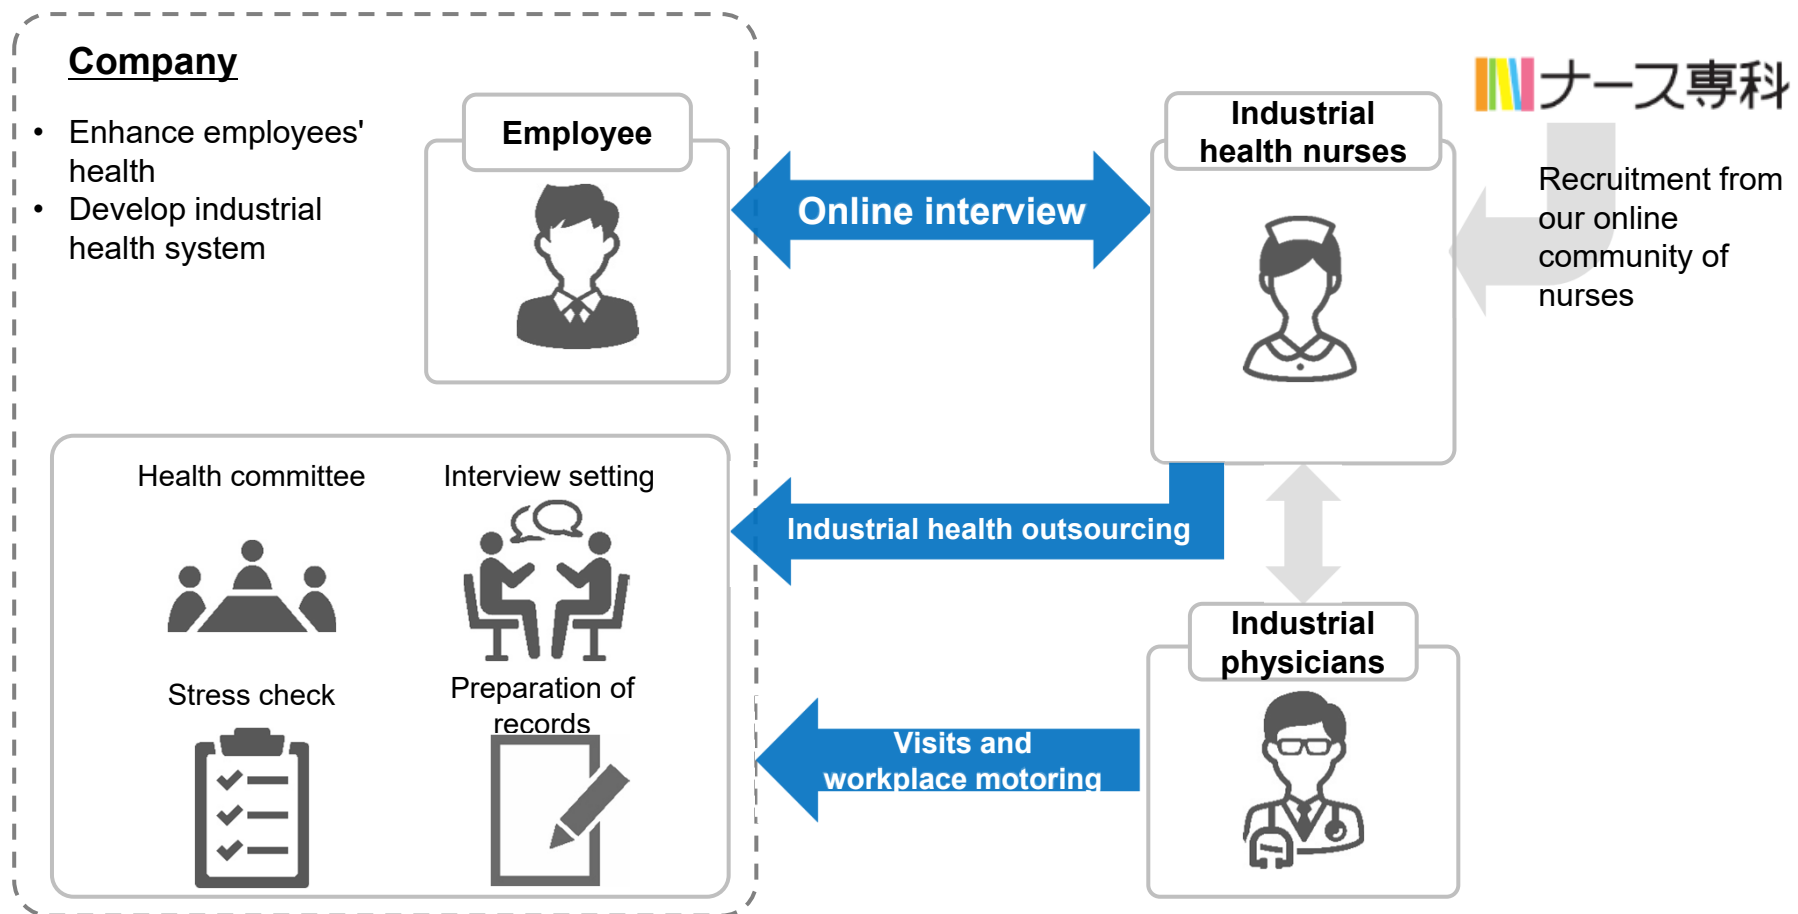 Company
• Enhance employees'
health
• Develop industrial
health system
Employee
Online interview
Industrial
health nurses
ナース専科
Recruitment from
our online
community of
nurses
Health committee
Interview setting
Industrial health outsourcing
Stress check
Preparation of
records
Visits and
workplace motoring
Industrial
physicians